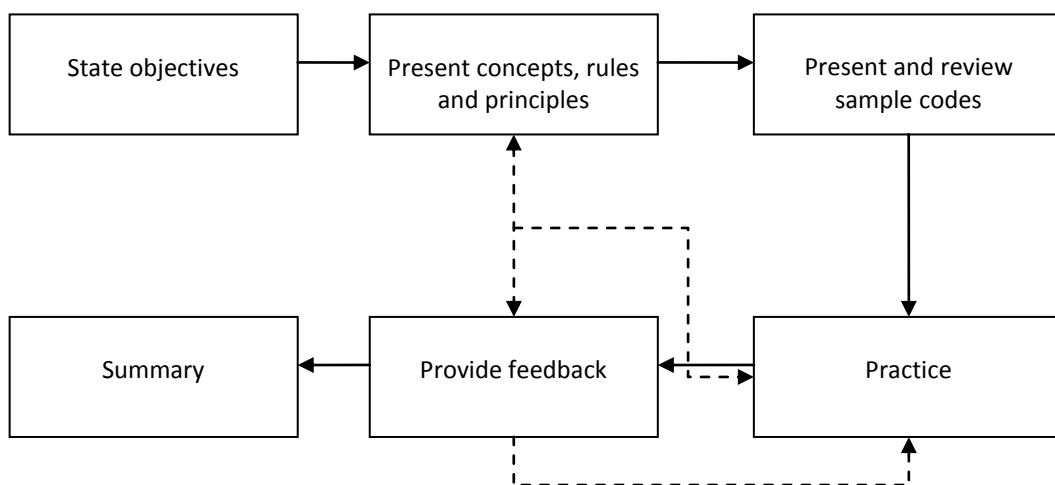 State objectives
Present concepts, rules
and principles
Present and review
sample codes
Summary
Provide feedback
Practice